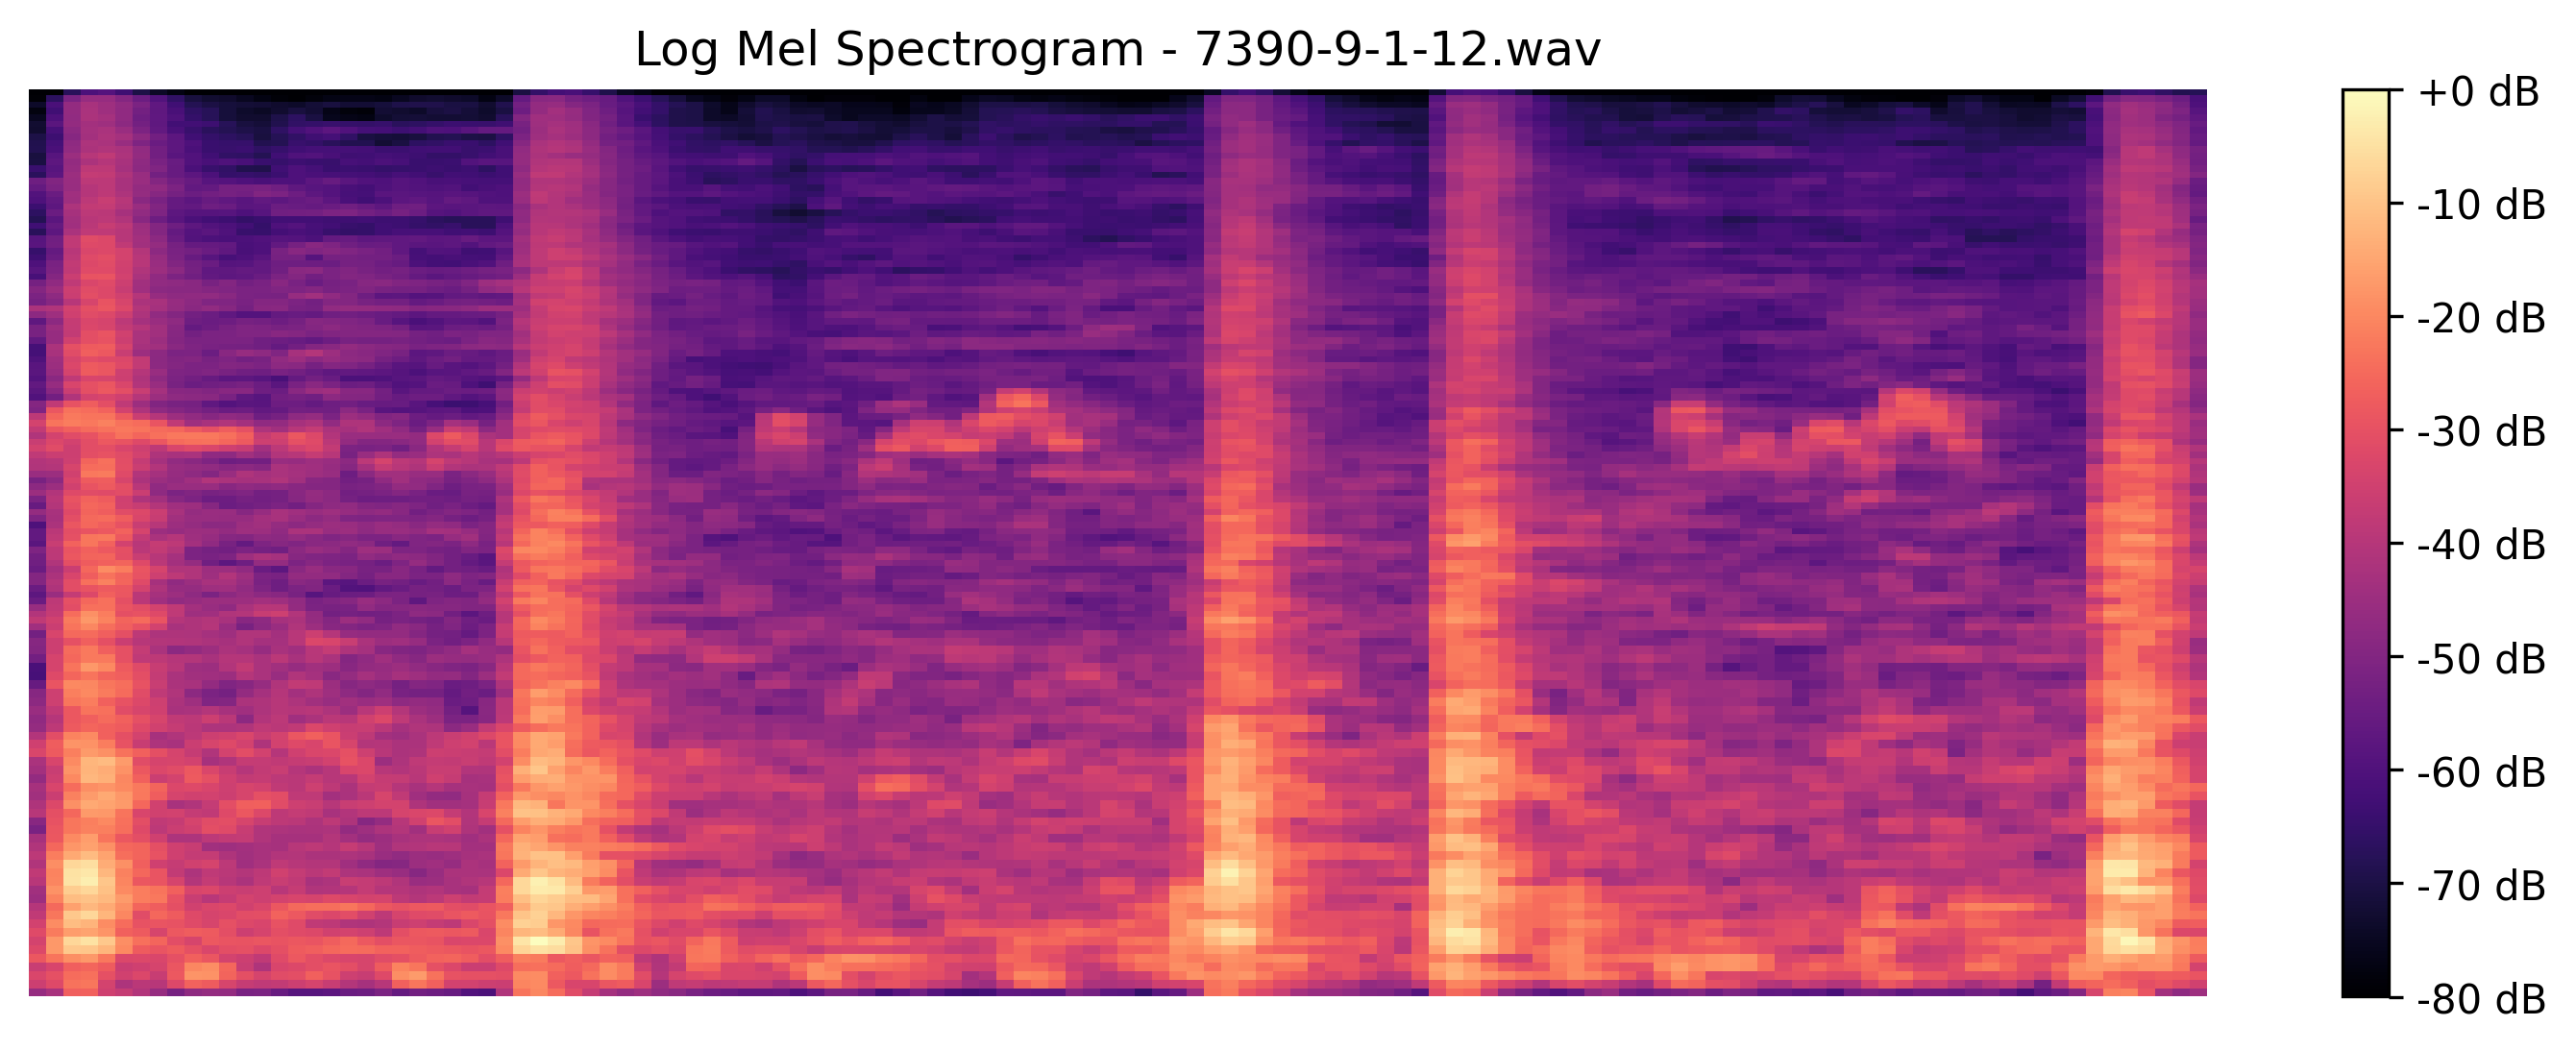 Log Mel Spectrogram - 7390-9-1-12.wav
+0 dB
-10 dB
-20 dB
-30 dB
-40 dB
-50 dB
-60 dB
-70 dB
-80 dB